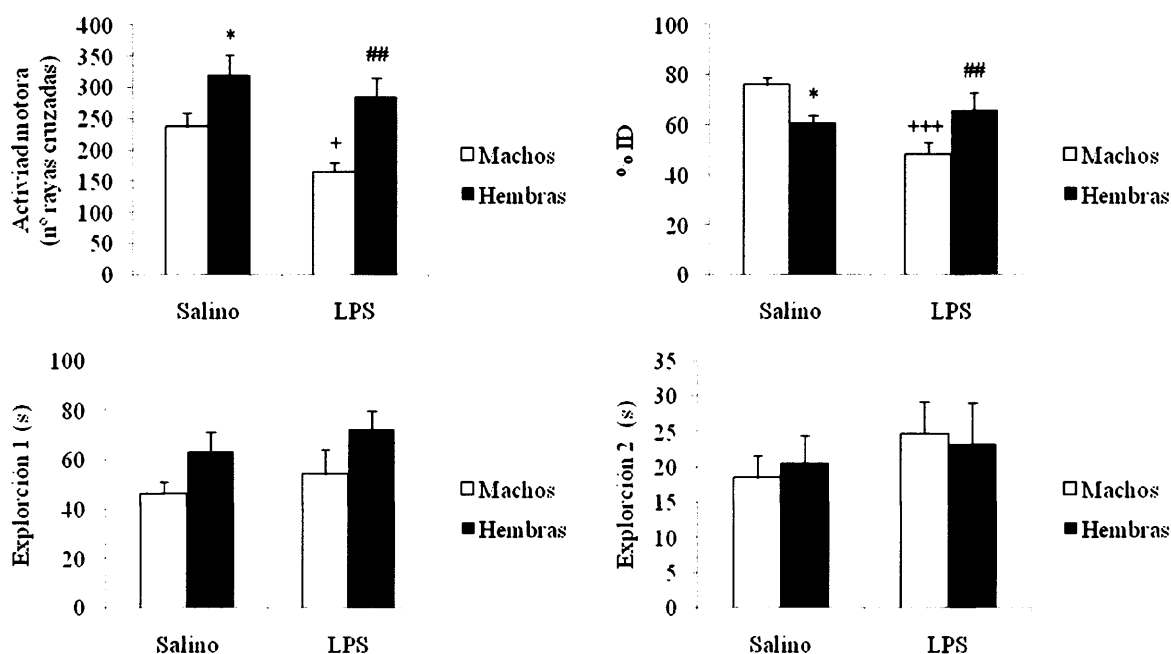 Activiad motora
(nº rayas cruzadas)
400
350
300
250
200
150
100
50
0
*
+
##
Salino
LPS
Machos
Hembras
%ID
100
80
60
40
20
0
*
+++
##
Salino
LPS
Machos
Hembras
Explorción 1 (s)
100
80
60
40
20
0
Salino
LPS
Machos
Hembras
Explorción 2 (s)
35
30
25
20
15
10
5
0
Salino
LPS
Machos
Hembras